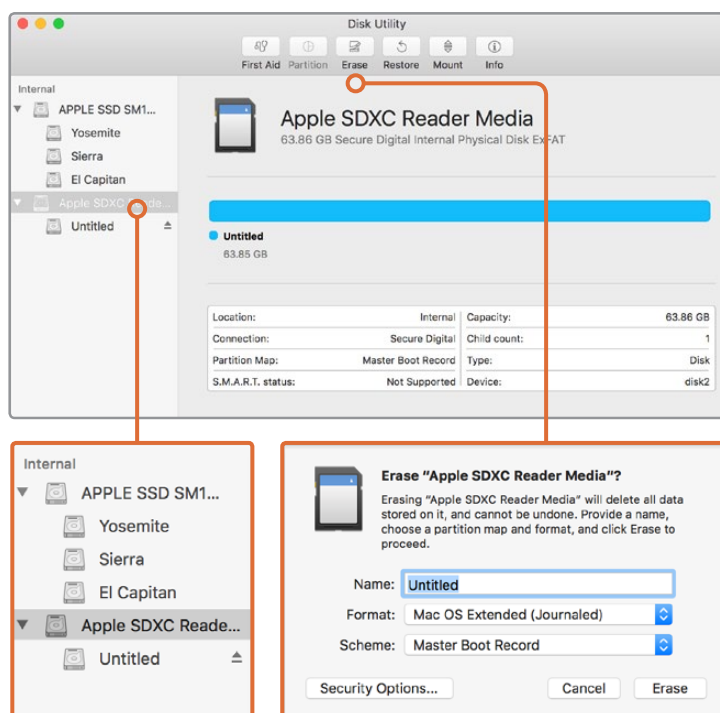 Disk Utility
First Aid Partition Erase Restore Mount Info
Internal
APPLE SSD SM1...
Yosemite
Sierra
El Capitan
Apple SDXC Reade...
Untitled
Apple SDXC Reader Media
63.86 GB Secure Digital Internal Physical Disk ExFAT
Untitled
63.85 GB
Location: Internal Capacity: 63.86 GB
Connection: Secure Digital Child count: 1
Partition Map: Master Boot Record Type: Disk
S.M.A.R.T. status: Not Supported Device: disk2
Internal
APPLE SSD SM1...
Yosemite
Sierra
El Capitan
Apple SDXC Reade...
Untitled
Erase "Apple SDXC Reader Media"?
Erasing "Apple SDXC Reader Media" will delete all data
stored on it, and cannot be undone. Provide a name,
choose a partition map and format, and click Erase to
proceed.
Name: Untitled
Format: Mac OS Extended (Journaled)
Scheme: Master Boot Record
Security Options... Cancel Erase